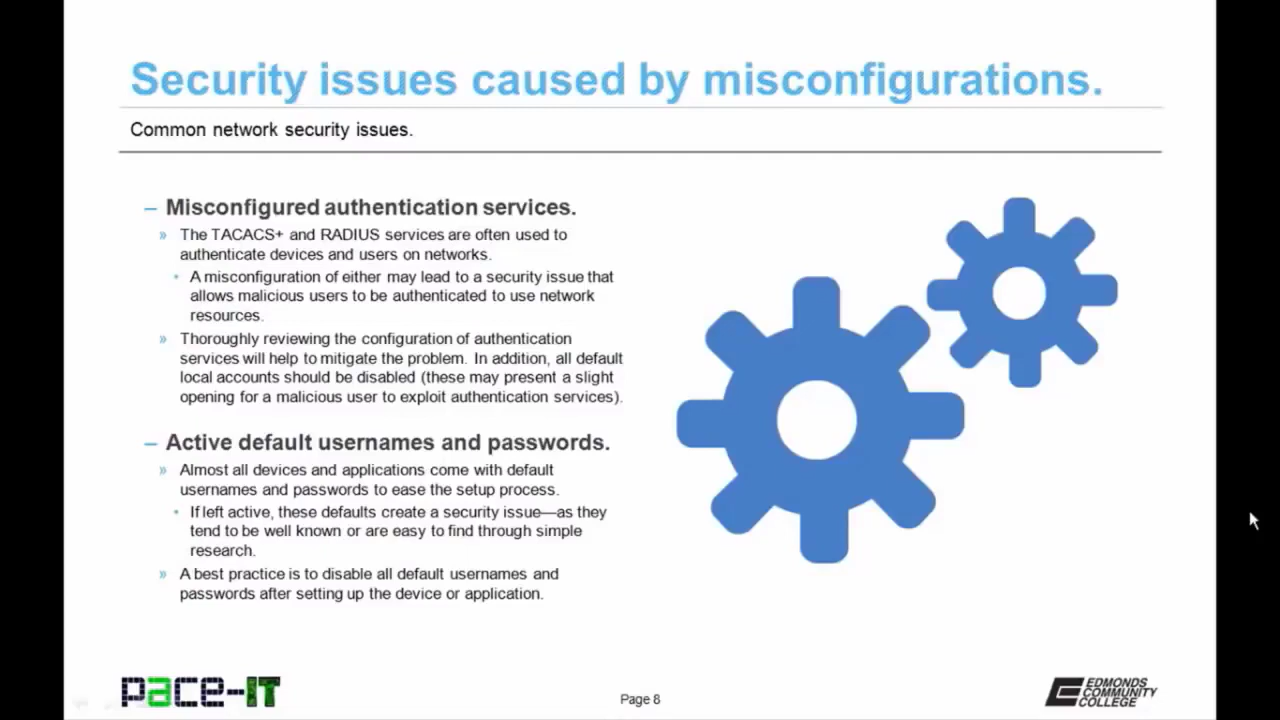 Security issues caused by misconfigurations.
Common network security issues.
– Misconfigured authentication services.
» The TACACS+ and RADIUS services are often used to
authenticate devices and users on networks.
• A misconfiguration of either may lead to a security issue that
allows malicious users to be authenticated to use network
resources.
» Thoroughly reviewing the configuration of authentication
services will help to mitigate the problem. In addition, all default
local accounts should be disabled (these may present a slight
opening for a malicious user to exploit authentication services).
– Active default usernames and passwords.
» Almost all devices and applications come with default
usernames and passwords to ease the setup process.
• If left active, these defaults create a security issue—as they
tend to be well known or are easy to find through simple
research.
» A best practice is to disable all default usernames and
passwords after setting up the device or application.
pace-IT
Page 8
EDMONDS
COMMUNITY
COLLEGE